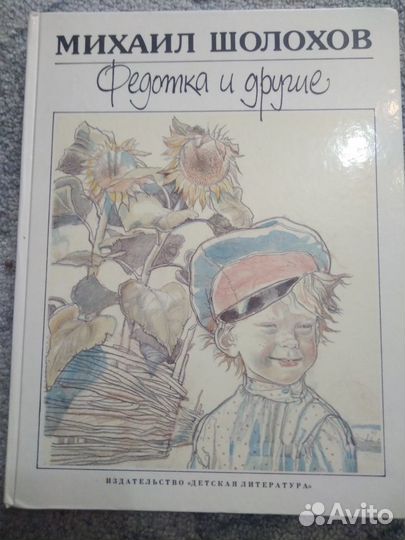 МИХАИЛ ШОЛОХОВ
Федотка и другие
ИЗДАТЕЛЬСТВО «ДЕТСКАЯ ЛИТЕРАТУРА»
Avito